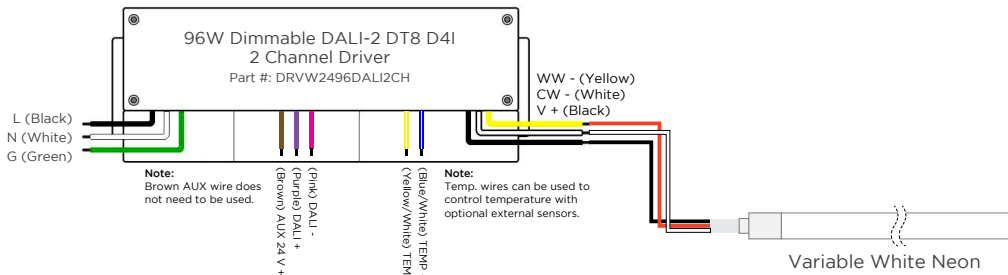 96W Dimmable DALI-2 DT8 D4I
2 Channel Driver
Part #: DRVW2496DALI2CH
WW - (Yellow)
CW - (White)
V + (Black)
L (Black)
N (White)
G (Green)
Note:
Brown AUX wire does
not need to be used.
(Brown) AUX 24 V +
(Purple) DALI +
(Pink) DALI -
(Yellow/White) TEM
(Blue/White) TEMP
Note:
Temp. wires can be used to
control temperature with
optional external sensors.
Variable White Neon